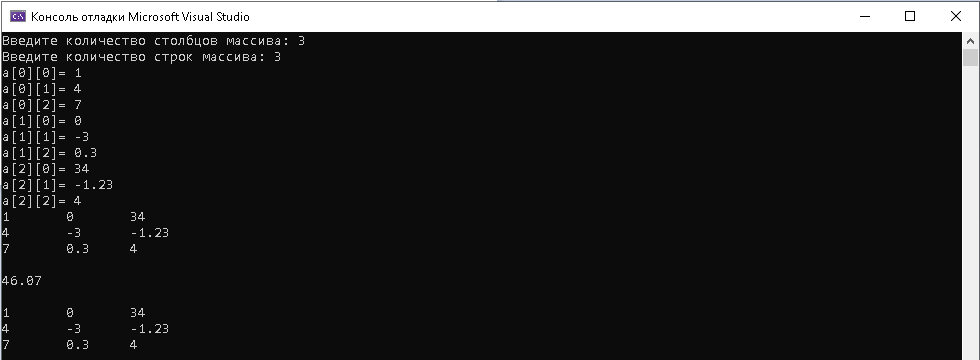 Консоль отладки Microsoft Visual Studio
Введите количество столбцов массива: 3
Введите количество строк массива: 3
a[0][0]= 1
a[0][1]= 4
a[0][2]= 7
a[1][0]= 0
a[1][1]= -3
a[1][2]= 0.3
a[2][0]= 34
a[2][1]= -1.23
a[2][2]= 4
1 0 34
4 -3 -1.23
7 0.3 4
46.07
1 0 34
4 -3 -1.23
7 0.3 4